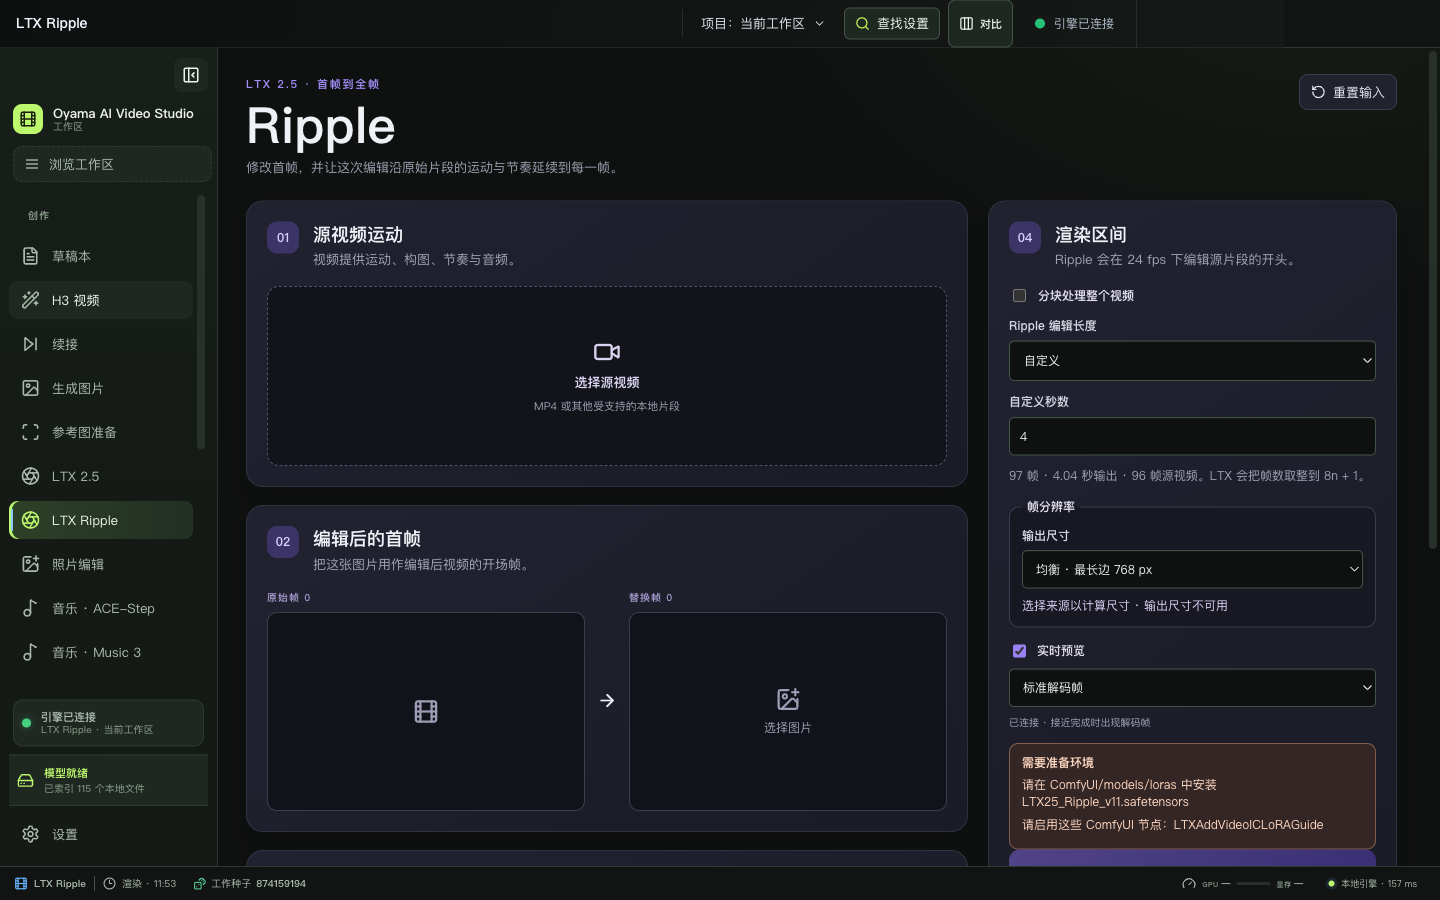 LTX Ripple
项目：当前工作区
查找设置
对比
引擎已连接
Oyama AI Video Studio
工作区
浏览工作区
创作
草稿本
H3 视频
续接
生成图片
参考图准备
LTX 2.5
LTX Ripple
照片编辑
音乐 · ACE-Step
音乐 · Music 3
引擎已连接
LTX Ripple · 当前工作区
模型就绪
已索引 115 个本地文件
设置
LTX 2.5 · 首帧到全帧
Ripple
修改首帧，并让这次编辑沿原始片段的运动与节奏延续到每一帧。
重置输入
01
源视频运动
视频提供运动、构图、节奏与音频。
选择源视频
MP4 或其他受支持的本地片段
02
编辑后的首帧
把这张图片用作编辑后视频的开场帧。
原始帧 0
替换帧 0
选择图片
04
渲染区间
Ripple 会在 24 fps 下编辑源片段的开头。
分块处理整个视频
Ripple 编辑长度
自定义
自定义秒数
4
97 帧 · 4.04 秒输出 · 96 帧源视频。LTX 会把帧数取整到 8n + 1。
帧分辨率
输出尺寸
均衡 · 最长边 768 px
选择来源以计算尺寸 · 输出尺寸不可用
实时预览
标准解码帧
已连接 · 接近完成时出现解码帧
需要准备环境
请在 ComfyUI/models/loras 中安装
LTX25_Ripple_v11.safetensors
请启用这些 ComfyUI 节点：LTXAddVideoICLoRAGuide
LTX Ripple
渲染 · 11:53
工作种子 874159194
GPU —
显存 —
本地引擎 · 157 ms